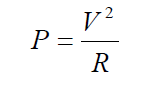 P = V²/R